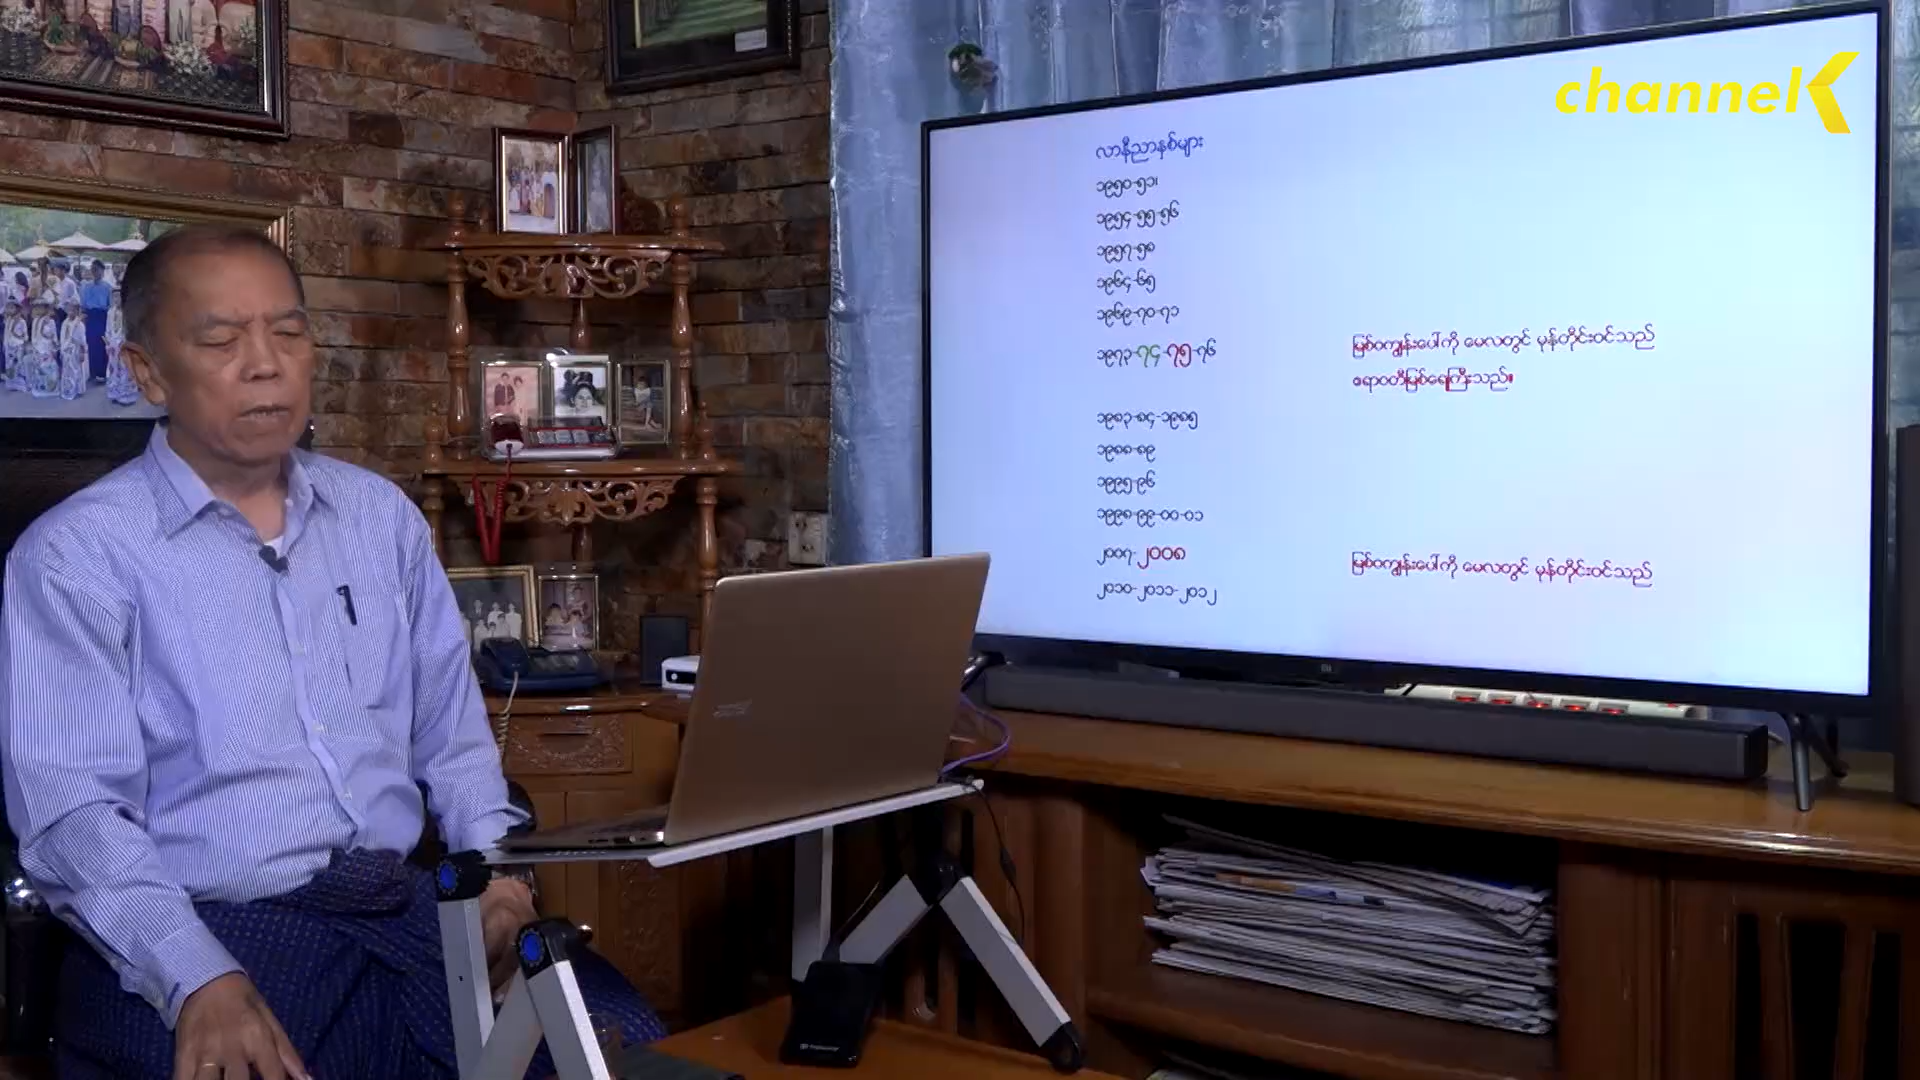 channelK
လာနီညာနှစ်များ
၁၉၅၀-၅၁၊
၁၉၅၄-၅၅-၅၆
၁၉၅၇-၅၈
၁၉၆၄-၆၅
၁၉၆၉-၇၀-၇၁
၁၉၇၃-၇၄-၇၅-၇၆ မြစ်ဝကျွန်းပေါ်ကို မေလတွင် မုန်တိုင်းဝင်သည်
ဧရာဝတီမြစ်ရေကြီးသည်။
၁၉၈၃-၈၄-၁၉၈၅
၁၉၈၈-၈၉
၁၉၉၅-၉၆
၁၉၉၈-၉၉-၀၀-၀၁
၂၀၀၇-၂၀၀၈ မြစ်ဝကျွန်းပေါ်ကို မေလတွင် မုန်တိုင်းဝင်သည်
၂၀၁၀-၂၀၁၁-၂၀၁၂